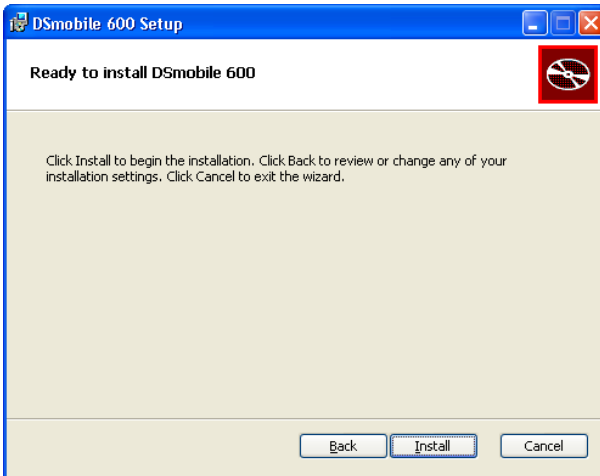 DSmobile 600 Setup
Ready to install DSmobile 600
Click Install to begin the installation. Click Back to review or change any of your
installation settings. Click Cancel to exit the wizard.
Back Install Cancel